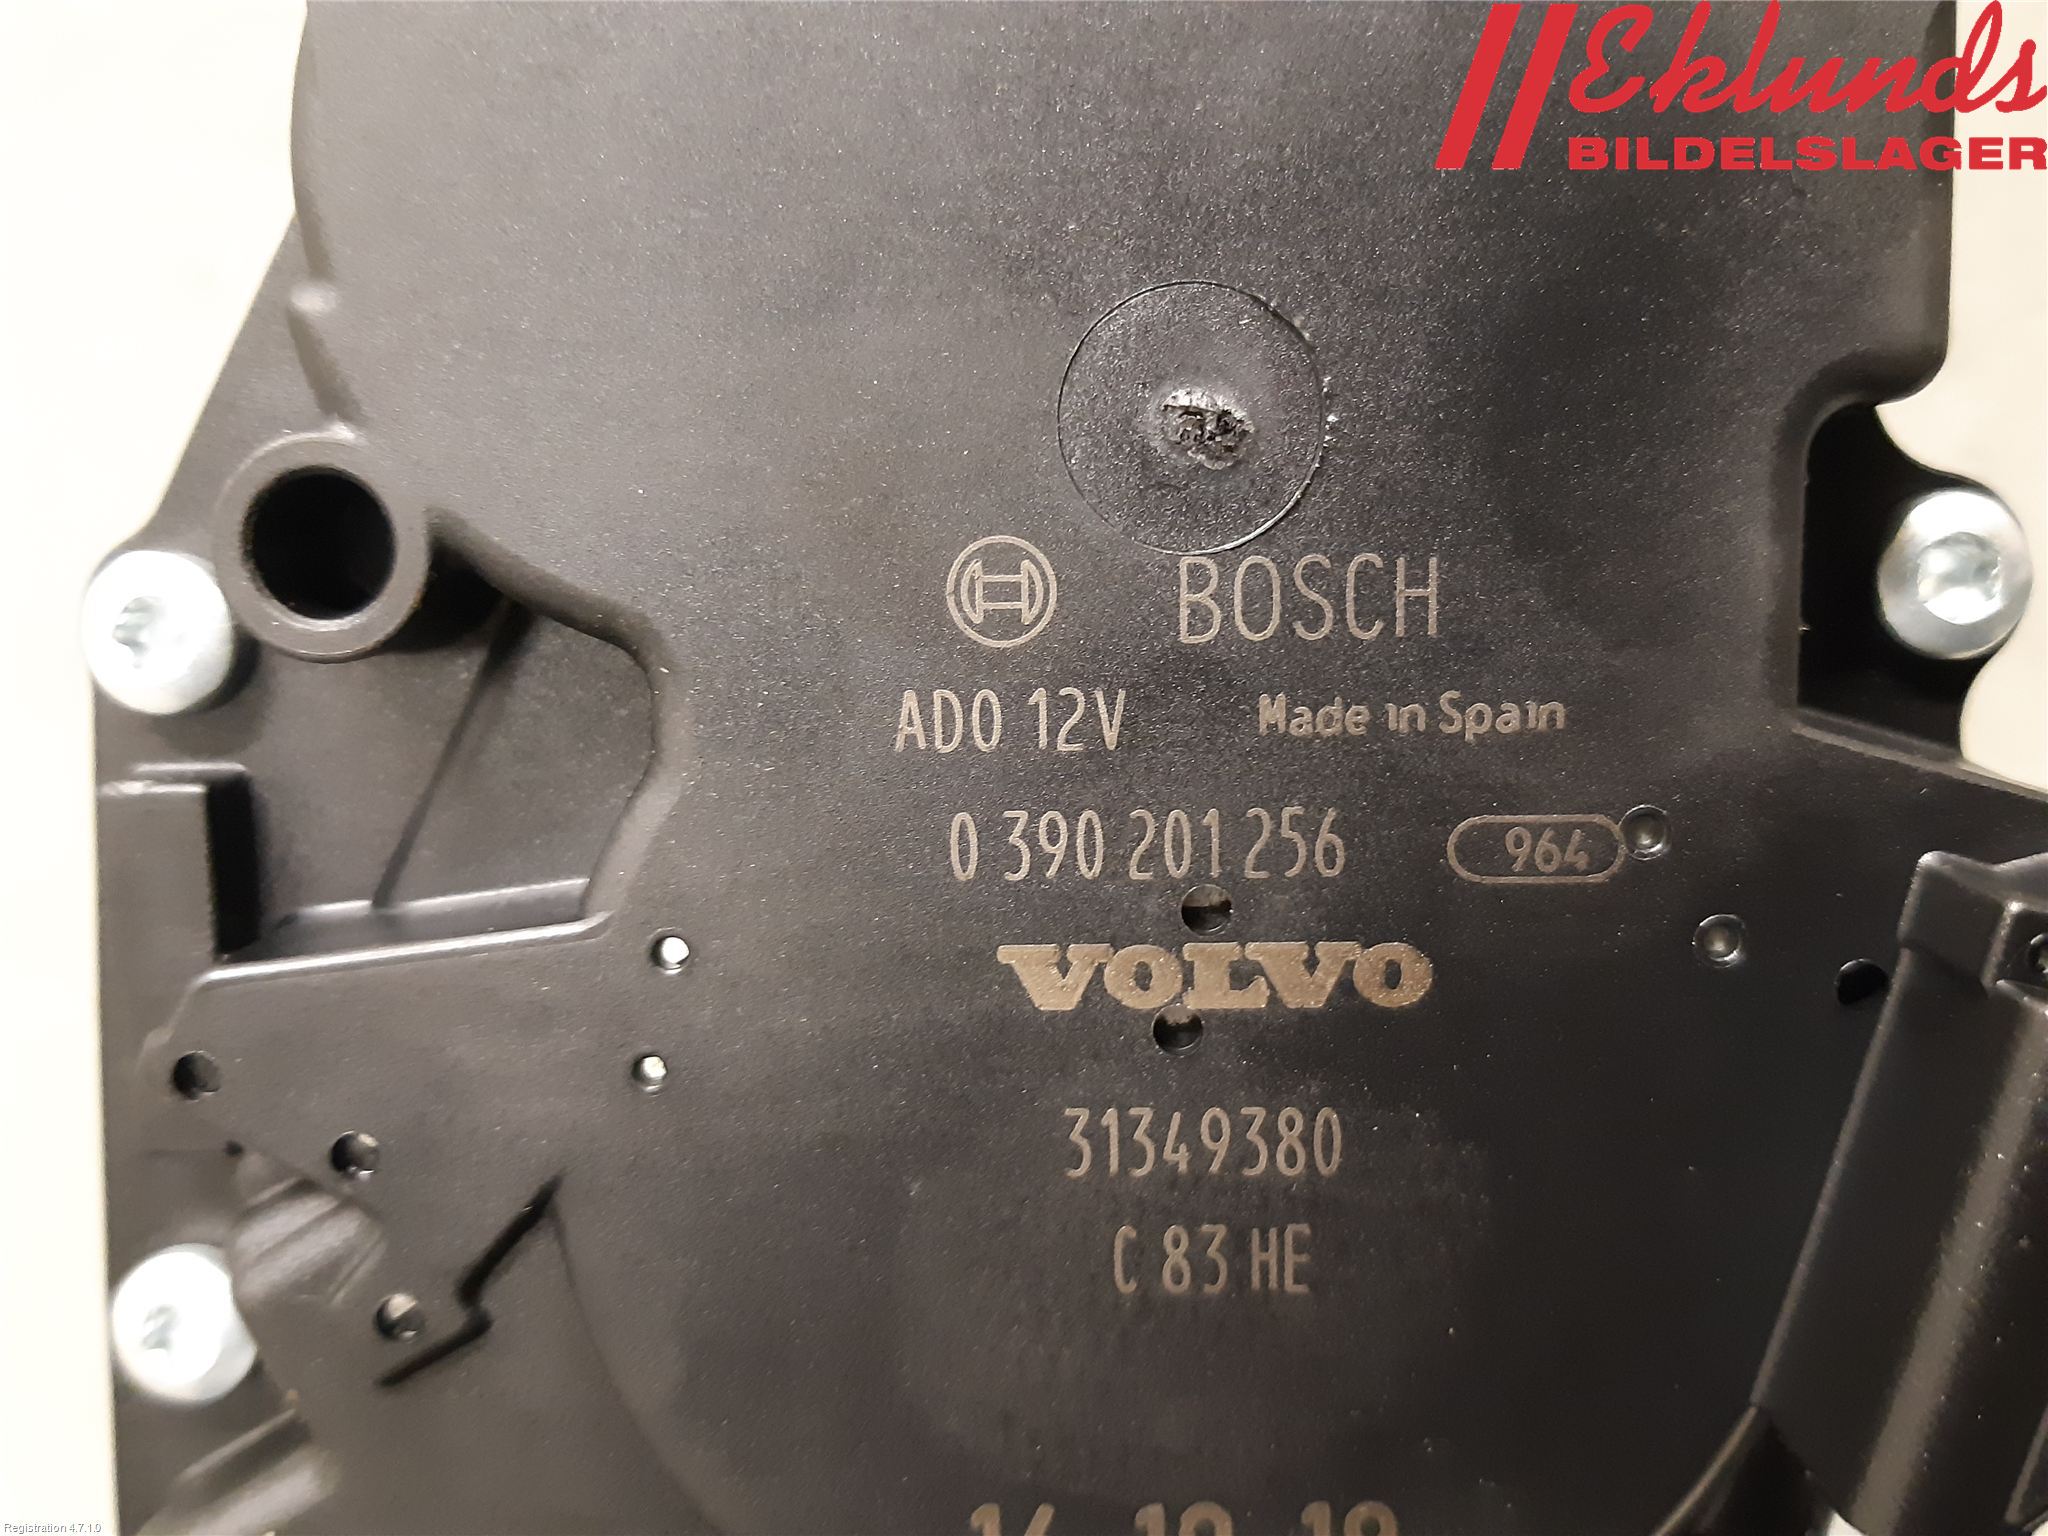 Eklunds
BILDELSLAGER
BOSCH
AD0 12V Made in Spain
0 390 201 256 964
VOLVO
31349380
C 83 HE
Registration 4.7.1.0